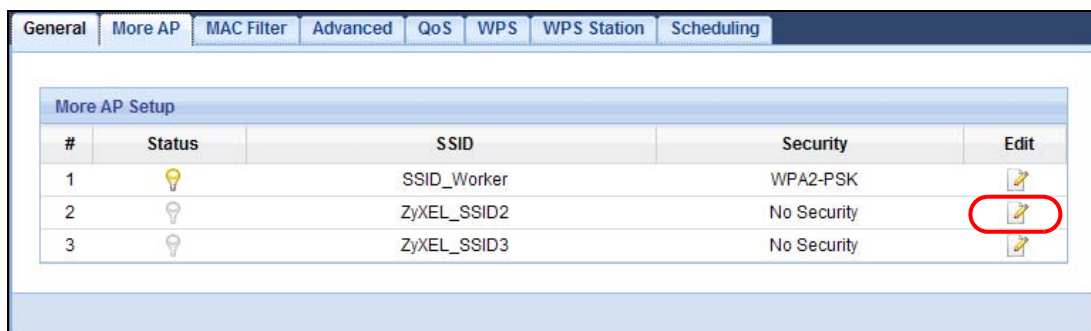 General More AP MAC Filter Advanced QoS WPS WPS Station Scheduling
More AP Setup
# Status SSID Security Edit
1 SSID_Worker WPA2-PSK
2 ZyXEL_SSID2 No Security
3 ZyXEL_SSID3 No Security